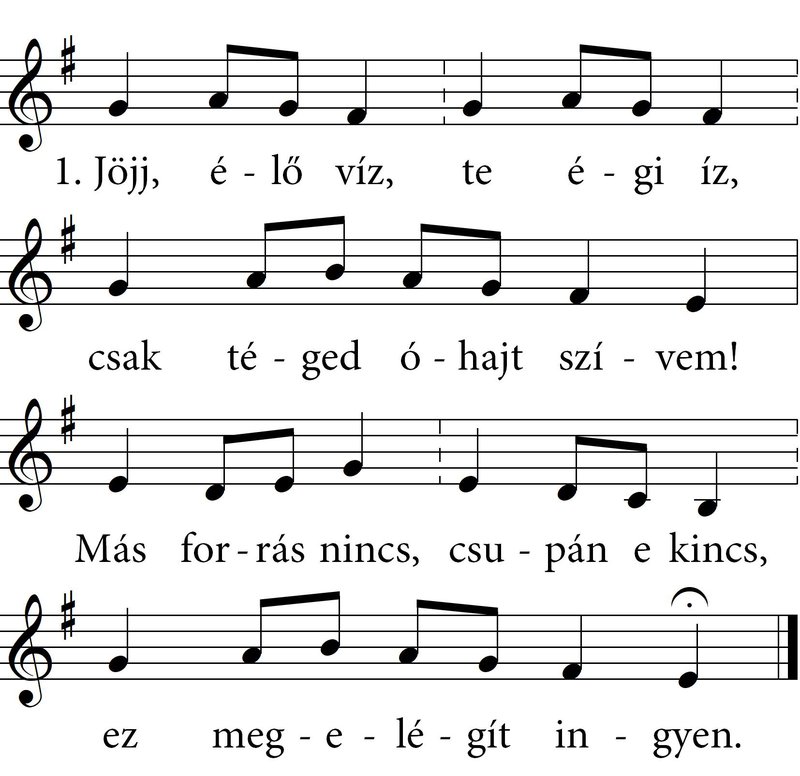 1. Jöjj, é - lő víz, te é - gi íz,
csak té - ged ó - hajt szí - vem!
Más for - rás nincs, csu - pán e kincs,
ez meg - e - lé - gít in - gyen.